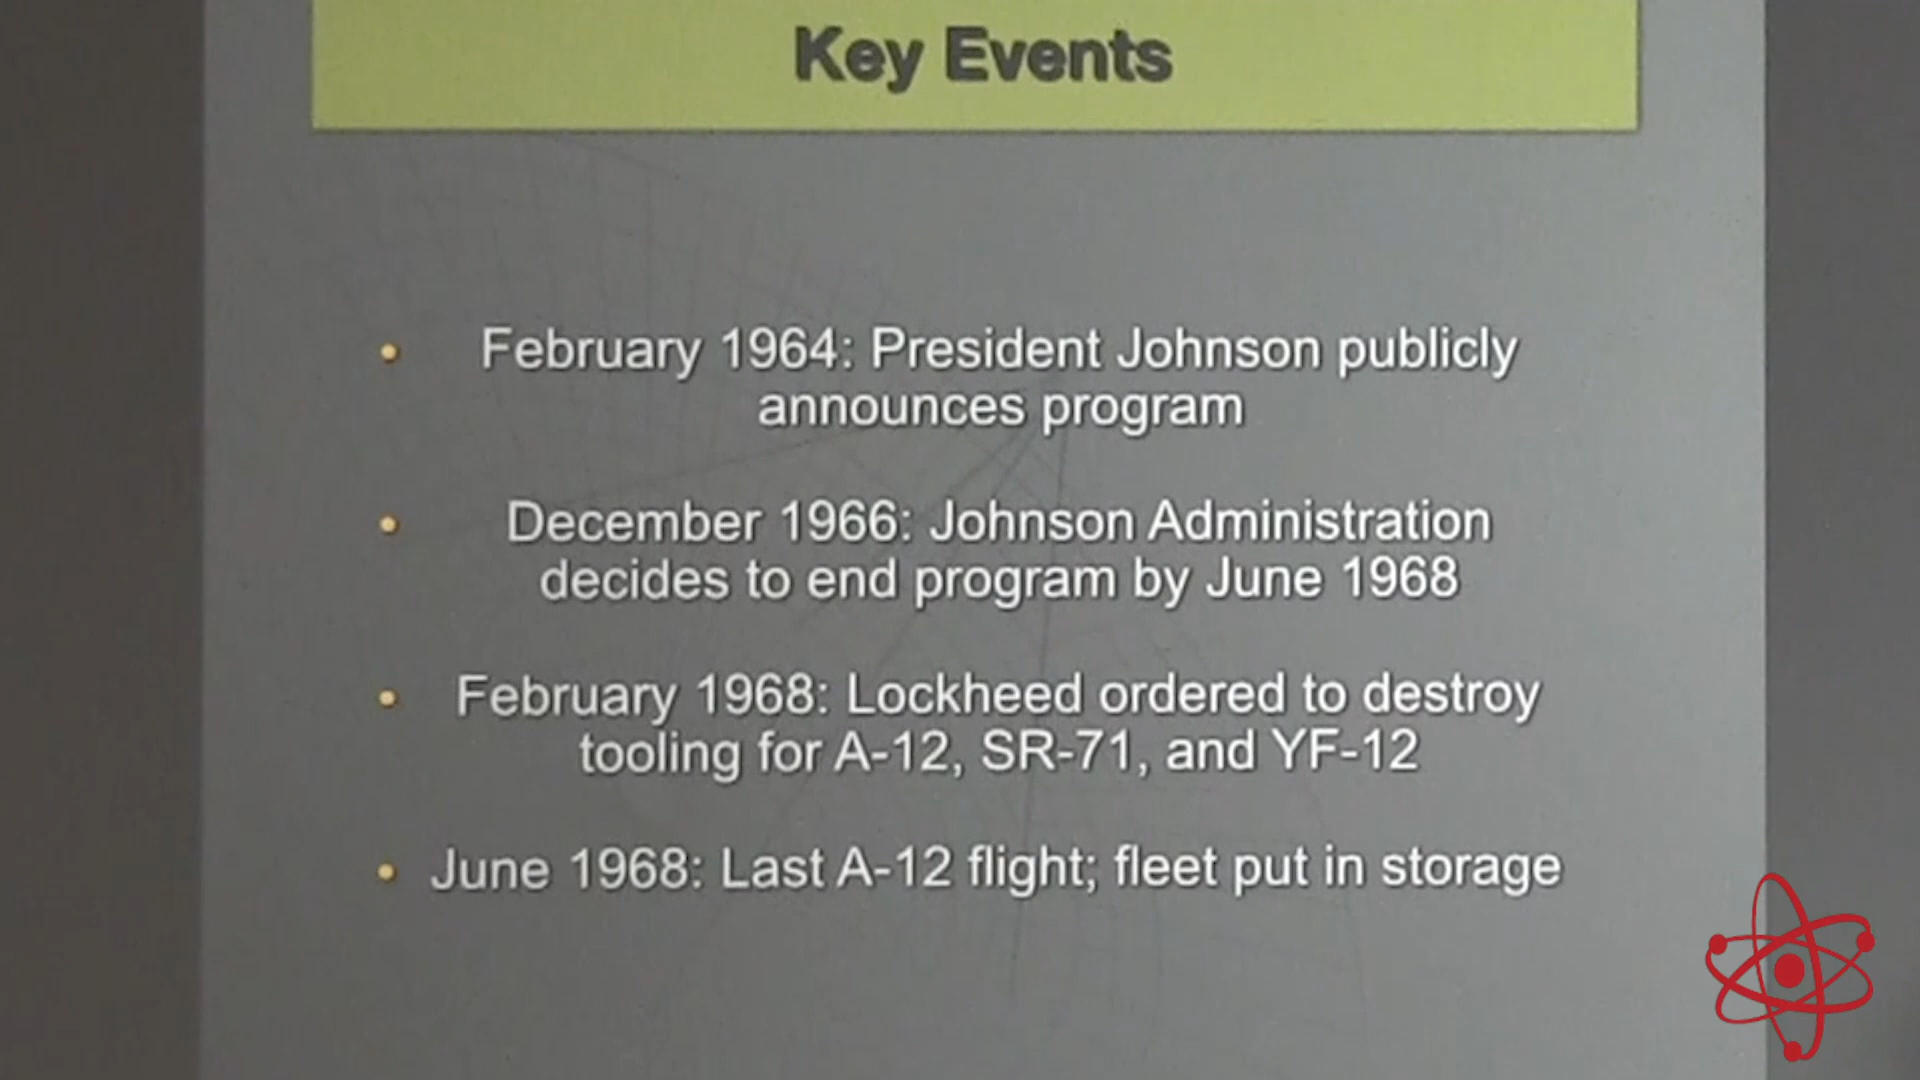 Key Events
• February 1964: President Johnson publicly
announces program
• December 1966: Johnson Administration
decides to end program by June 1968
• February 1968: Lockheed ordered to destroy
tooling for A-12, SR-71, and YF-12
• June 1968: Last A-12 flight; fleet put in storage